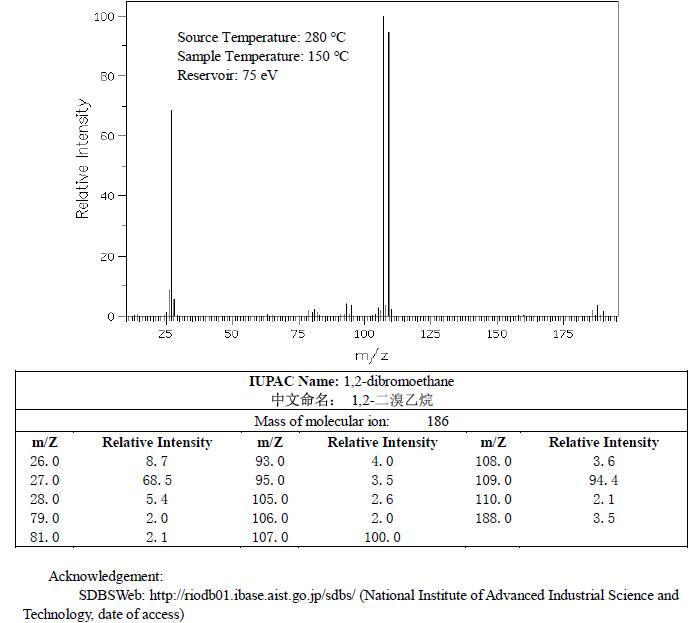 100
80
60
40
20
0
Relative Intensity
Source Temperature: 280 ℃
Sample Temperature: 150 ℃
Reservoir: 75 eV
25 50 75 100 125 150 175
m/z
IUPAC Name: 1,2-dibromoethane
中文命名： 1,2-二溴乙烷
Mass of molecular ion: 186
m/Z Relative Intensity m/Z Relative Intensity m/Z Relative Intensity
26.0 8.7 93.0 4.0 108.0 3.6
27.0 68.5 95.0 3.5 109.0 94.4
28.0 5.4 105.0 2.6 110.0 2.1
79.0 2.0 106.0 2.0 188.0 3.5
81.0 2.1 107.0 100.0
Acknowledgement:
SDBSWeb: http://riodb01.ibase.aist.go.jp/sdbs/ (National Institute of Advanced Industrial Science and
Technology, date of access)